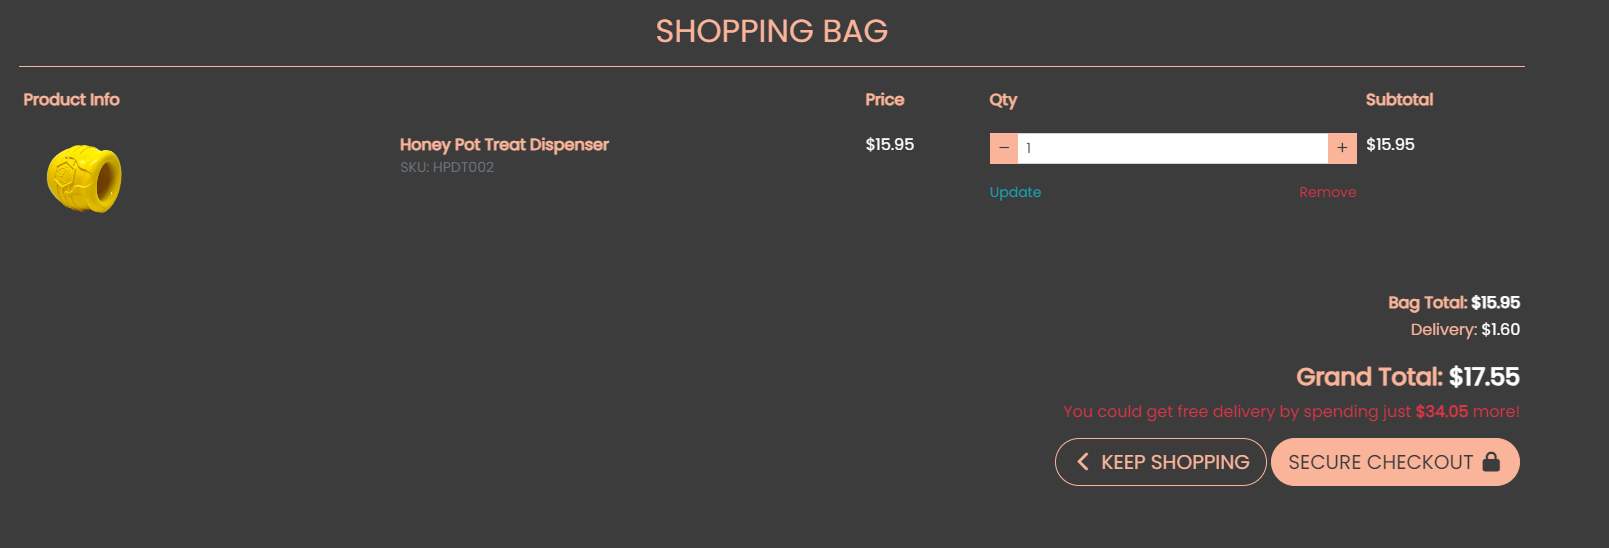 SHOPPING BAG
Product Info Price Qty Subtotal
Honey Pot Treat Dispenser $15.95 − 1 + $15.95
SKU: HPDT002
Update Remove
Bag Total: $15.95
Delivery: $1.60
Grand Total: $17.55
You could get free delivery by spending just $34.05 more!
KEEP SHOPPING SECURE CHECKOUT